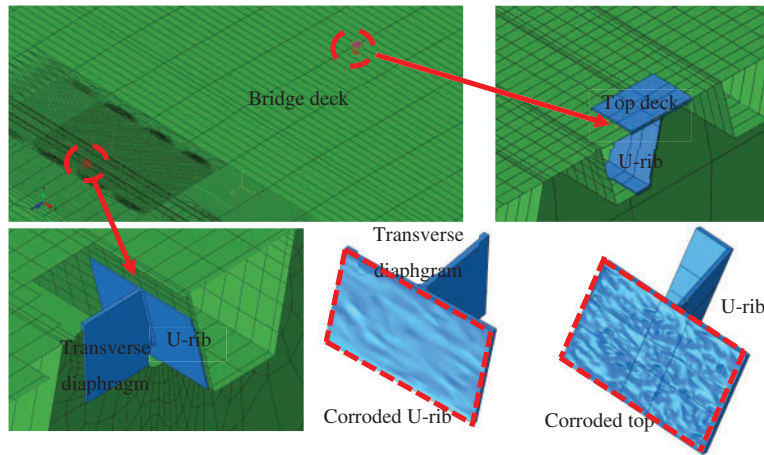 Bridge deck
Top deck
U-rib
Transverse
diaphgram
U-rib
U-rib
Transverse
diaphragm
Corroded U-rib
Corroded top